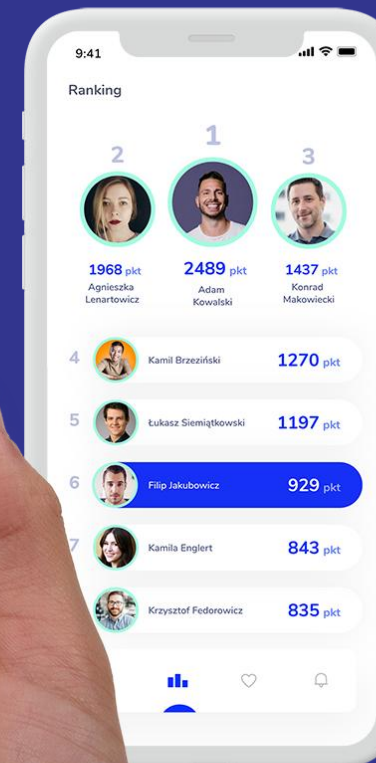 9:41
Ranking
1
2
3
1968 pkt
2489 pkt
1437 pkt
Agnieszka
Lenartowicz
Adam
Kowalski
Konrad
Makowiecki
4 Kamil Brzeziński 1270 pkt
5 Łukasz Siemiątkowski 1197 pkt
6 Filip Jakubowicz 929 pkt
7 Kamila Englert 843 pkt
Krzysztof Fedorowicz 835 pkt